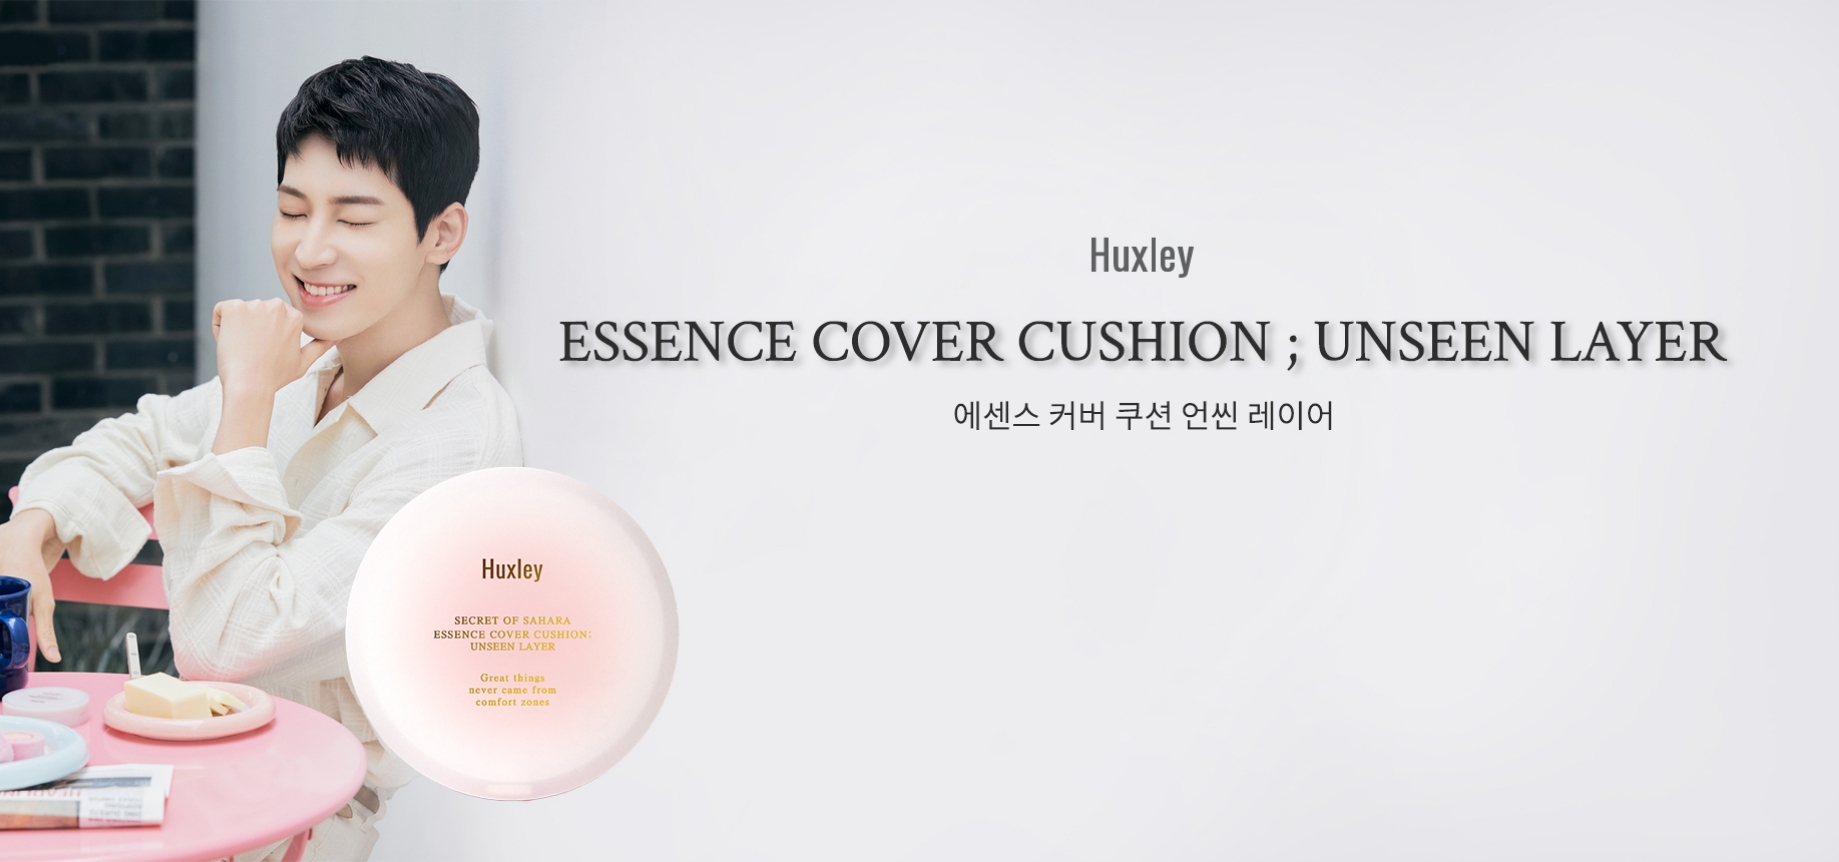 Huxley
ESSENCE COVER CUSHION ; UNSEEN LAYER
에센스 커버 쿠션 언씬 레이어
Huxley
SECRET OF SAHARA
ESSENCE COVER CUSHION;
UNSEEN LAYER
Great things
never came from
comfort zones